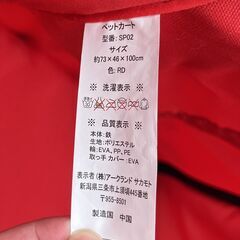 ペットカート
型番: SP02
サイズ
約73×46×100cm
色: RD
※ 洗濯表示 ※
※ 品質表示 ※
本体: 鉄
生地: ポリエステル
輪: EVA, PP, PE
取っ手 カバー: EVA
表示者 (株)アークランド サカモト
新潟県三条市上須頃445番地
〒955-8501
製造国 中国